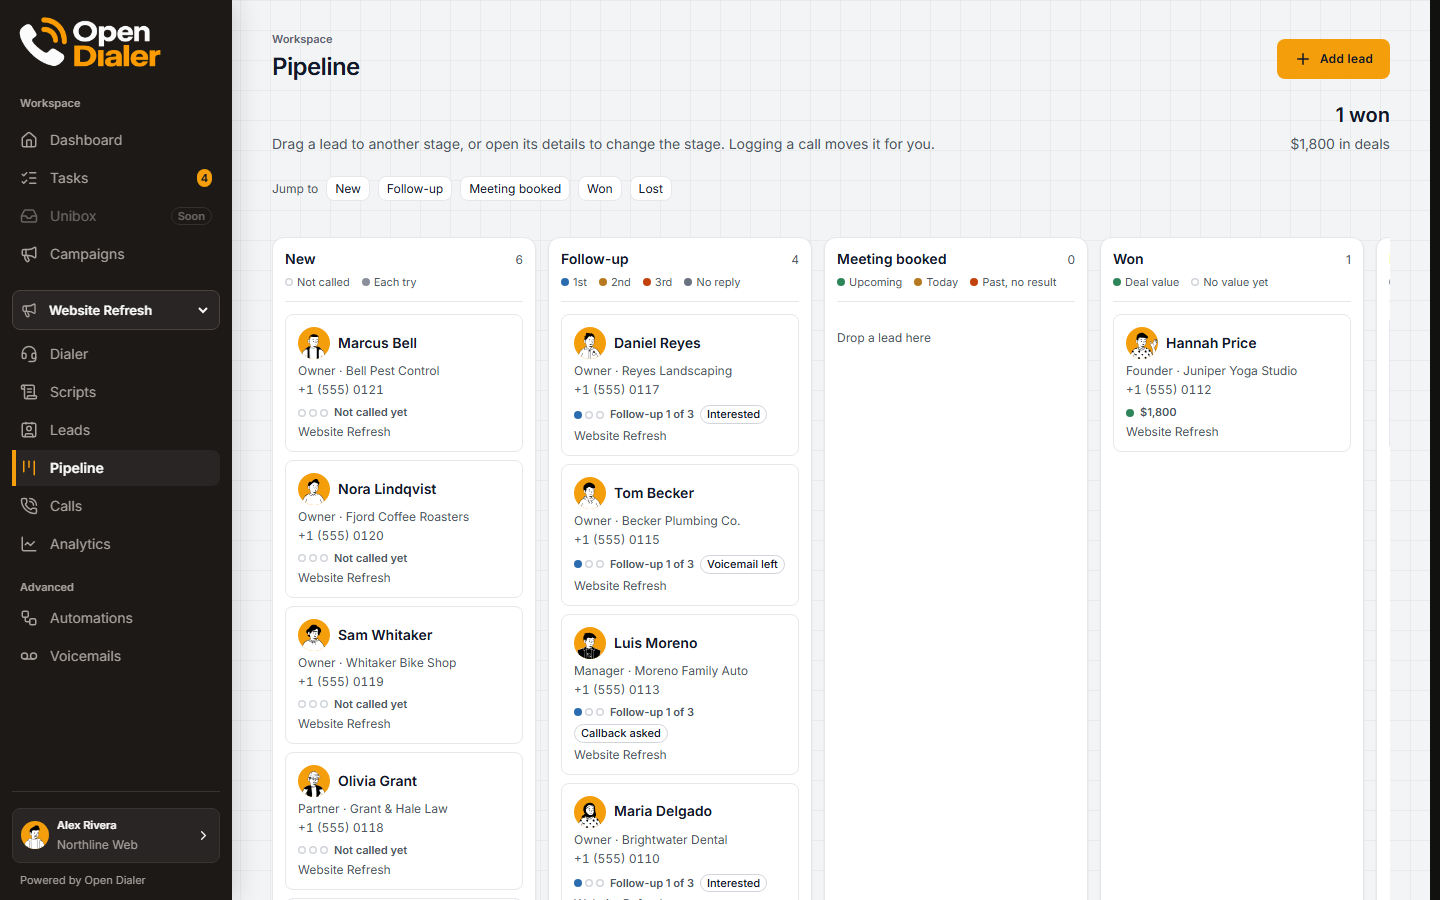 Open
Dialer
Workspace
Dashboard
Tasks
4
Unibox
Soon
Campaigns
Website Refresh
Dialer
Scripts
Leads
Pipeline
Calls
Analytics
Advanced
Automations
Voicemails
Alex Rivera
Northline Web
Powered by Open Dialer
Workspace
Pipeline
Add lead
1 won
Drag a lead to another stage, or open its details to change the stage. Logging a call moves it for you.
$1,800 in deals
Jump to
New
Follow-up
Meeting booked
Won
Lost
New
6
Not called
Each try
Marcus Bell
Owner · Bell Pest Control
+1 (555) 0121
Not called yet
Website Refresh
Nora Lindqvist
Owner · Fjord Coffee Roasters
+1 (555) 0120
Not called yet
Website Refresh
Sam Whitaker
Owner · Whitaker Bike Shop
+1 (555) 0119
Not called yet
Website Refresh
Olivia Grant
Partner · Grant & Hale Law
+1 (555) 0118
Not called yet
Website Refresh
Follow-up
4
1st
2nd
3rd
No reply
Daniel Reyes
Owner · Reyes Landscaping
+1 (555) 0117
Follow-up 1 of 3
Interested
Website Refresh
Tom Becker
Owner · Becker Plumbing Co.
+1 (555) 0115
Follow-up 1 of 3
Voicemail left
Website Refresh
Luis Moreno
Manager · Moreno Family Auto
+1 (555) 0113
Follow-up 1 of 3
Callback asked
Website Refresh
Maria Delgado
Owner · Brightwater Dental
+1 (555) 0110
Follow-up 1 of 3
Interested
Meeting booked
0
Upcoming
Today
Past, no result
Drop a lead here
Won
1
Deal value
No value yet
Hannah Price
Founder · Juniper Yoga Studio
+1 (555) 0112
$1,800
Website Refresh